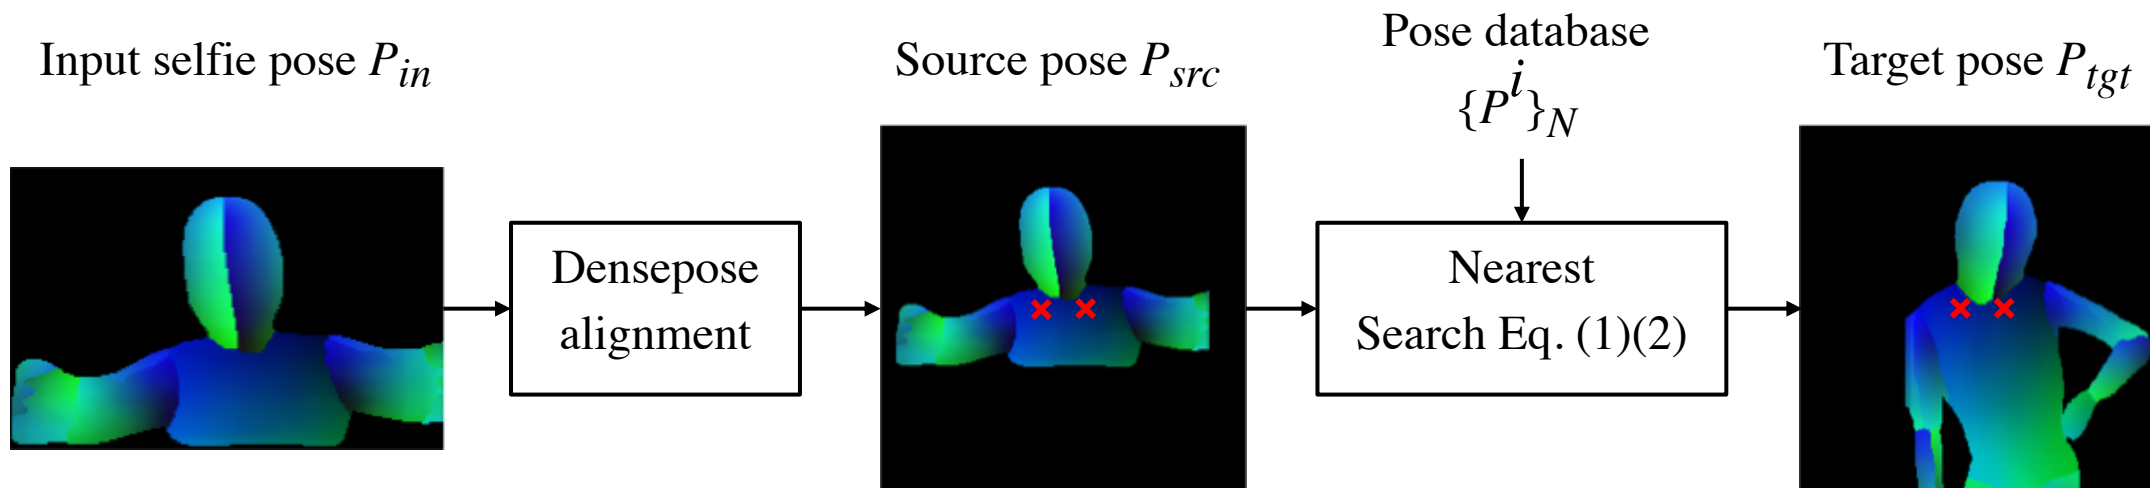 Input selfie pose P_in
Source pose P_src
Pose database
{P^i}_N
Target pose P_tgt
Densepose
alignment
Nearest
Search Eq. (1)(2)